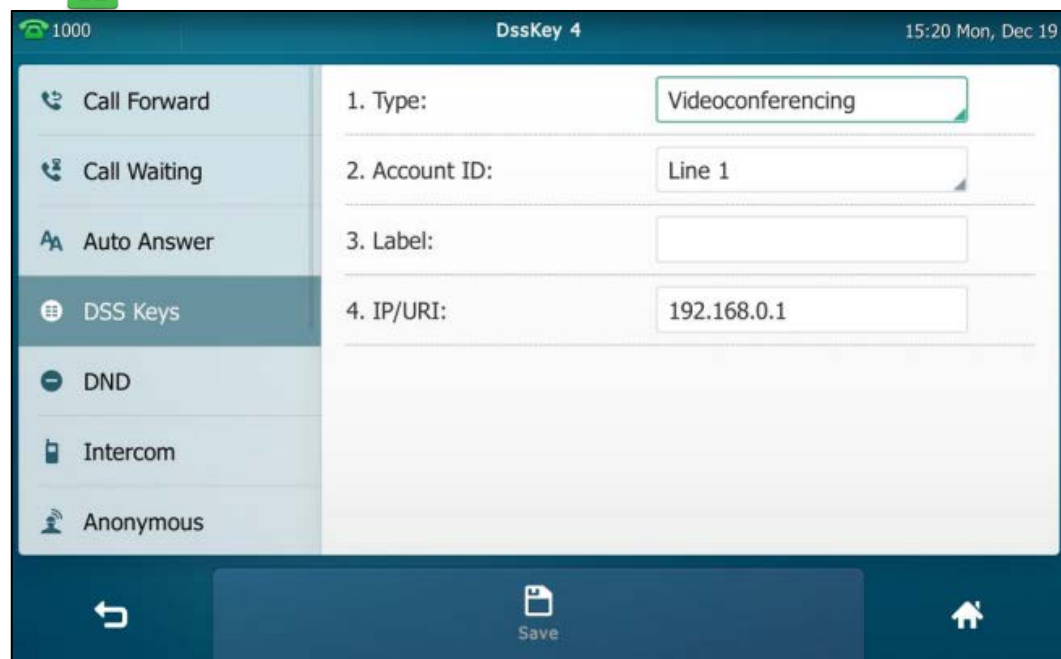 1000 DssKey 4 15:20 Mon, Dec 19
Call Forward
Call Waiting
AA Auto Answer
DSS Keys
DND
Intercom
Anonymous
1. Type: Videoconferencing
2. Account ID: Line 1
3. Label:
4. IP/URI: 192.168.0.1
Save